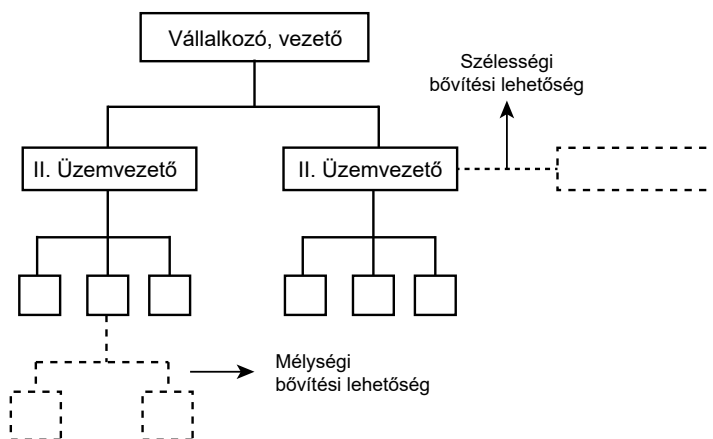 Vállalkozó, vezető
Szélességi
bővítési lehetőség
II. Üzemvezető
II. Üzemvezető
Mélységi
bővítési lehetőség